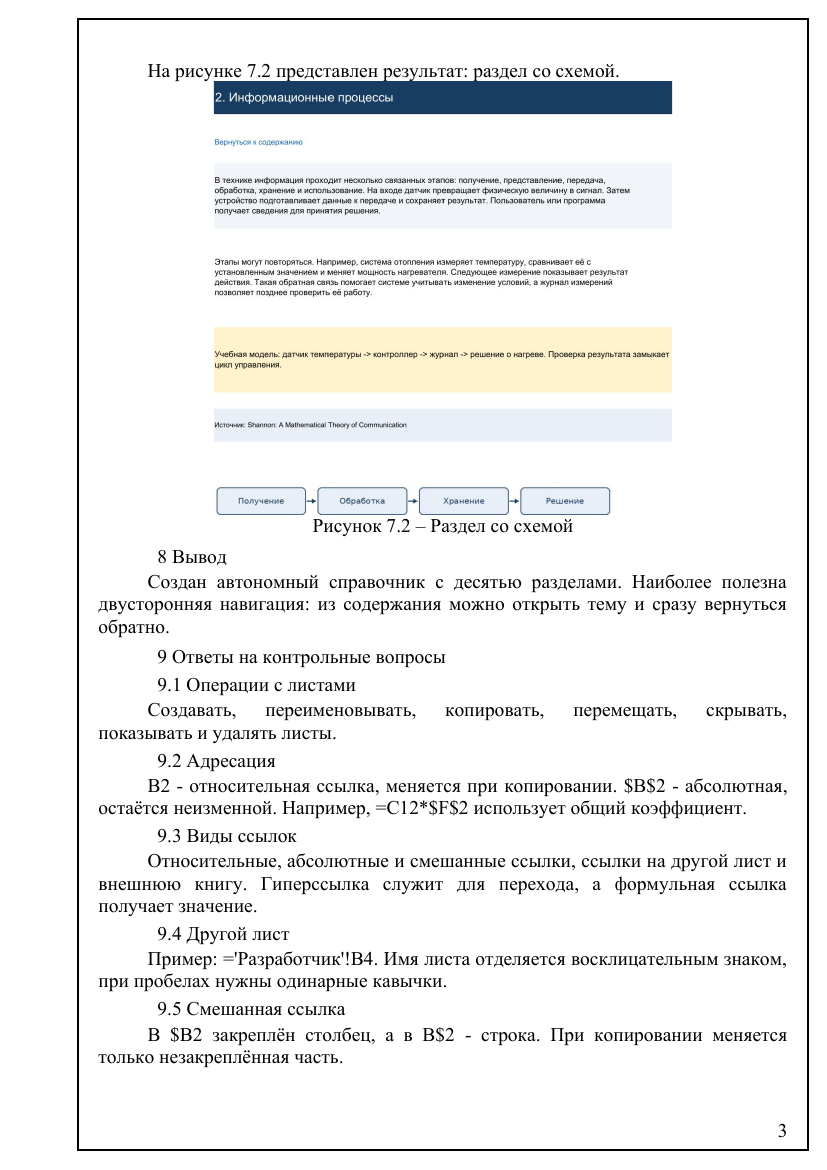 На рисунке 7.2 представлен результат: раздел со схемой.
2. Информационные процессы
Вернуться к содержанию
В технике информация проходит несколько связанных этапов: получение, представление, передача,
обработка, хранение и использование. На входе датчик превращает физическую величину в сигнал. Затем
устройство подготавливает данные к передаче и сохраняет результат. Пользователь или программа
получает сведения для принятия решения.
Этапы могут повторяться. Например, система отопления измеряет температуру, сравнивает её с
установленным значением и меняет мощность нагревателя. Следующее измерение показывает результат
действия. Такая обратная связь помогает системе учитывать изменение условий, а журнал измерений
позволяет позднее проверить её работу.
Учебная модель: датчик температуры -> контроллер -> журнал -> решение о нагреве. Проверка результата замыкает
цикл управления.
Источник: Shannon: A Mathematical Theory of Communication
Получение Обработка Хранение Решение
Рисунок 7.2 – Раздел со схемой
8 Вывод
Создан автономный справочник с десятью разделами. Наиболее полезна
двусторонняя навигация: из содержания можно открыть тему и сразу вернуться
обратно.
9 Ответы на контрольные вопросы
9.1 Операции с листами
Создавать, переименовывать, копировать, перемещать, скрывать,
показывать и удалять листы.
9.2 Адресация
B2 - относительная ссылка, меняется при копировании. $B$2 - абсолютная,
остаётся неизменной. Например, =C12*$F$2 использует общий коэффициент.
9.3 Виды ссылок
Относительные, абсолютные и смешанные ссылки, ссылки на другой лист и
внешнюю книгу. Гиперссылка служит для перехода, а формульная ссылка
получает значение.
9.4 Другой лист
Пример: ='Разработчик'!B4. Имя листа отделяется восклицательным знаком,
при пробелах нужны одинарные кавычки.
9.5 Смешанная ссылка
В $B2 закреплён столбец, а в B$2 - строка. При копировании меняется
только незакреплённая часть.
3